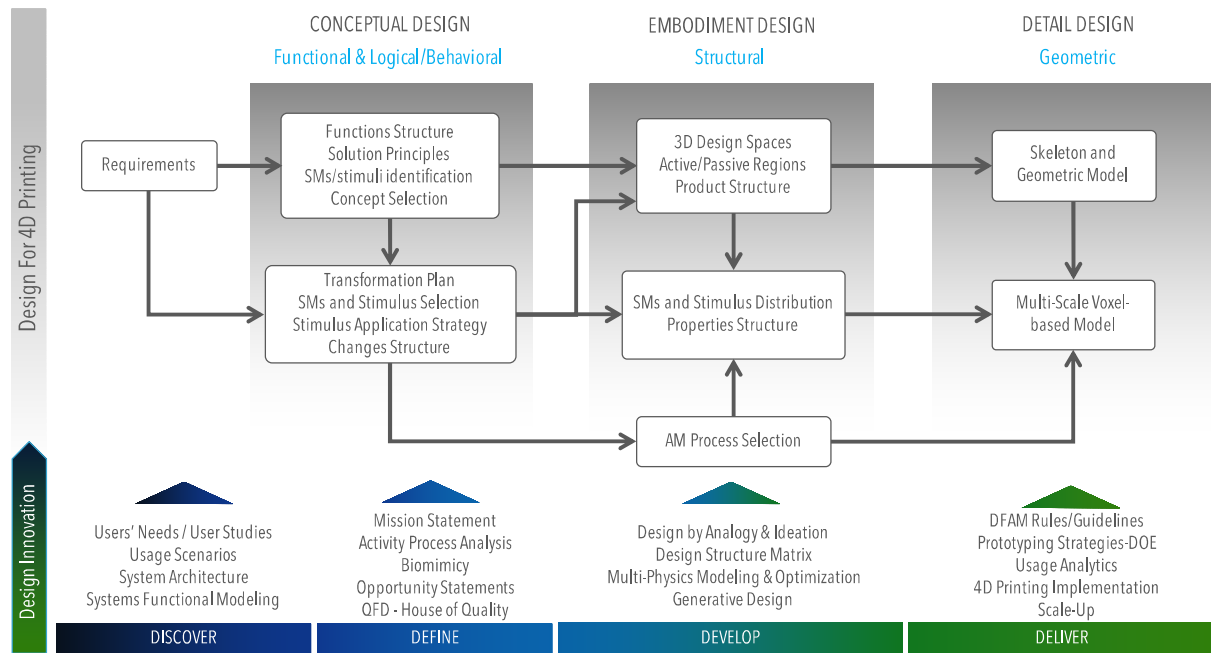 CONCEPTUAL DESIGN
Functional & Logical/Behavioral
EMBODIMENT DESIGN
Structural
DETAIL DESIGN
Geometric
Design For 4D Printing
Requirements
Functions Structure
Solution Principles
SMs/stimuli identification
Concept Selection
3D Design Spaces
Active/Passive Regions
Product Structure
Skeleton and
Geometric Model
Transformation Plan
SMs and Stimulus Selection
Stimulus Application Strategy
Changes Structure
SMs and Stimulus Distribution
Properties Structure
Multi-Scale Voxel-
based Model
AM Process Selection
Design Innovation
Users' Needs / User Studies
Usage Scenarios
System Architecture
Systems Functional Modeling
Mission Statement
Activity Process Analysis
Biomimicy
Opportunity Statements
QFD - House of Quality
Design by Analogy & Ideation
Design Structure Matrix
Multi-Physics Modeling & Optimization
Generative Design
DFAM Rules/Guidelines
Prototyping Strategies-DOE
Usage Analytics
4D Printing Implementation
Scale-Up
DISCOVER
DEFINE
DEVELOP
DELIVER